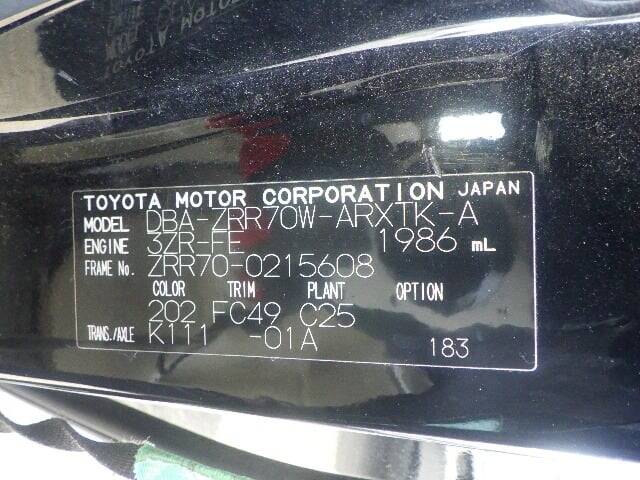 TOYOTA MOTOR CORPORATION JAPAN
MODEL DBA-ZRR70W-ARXTK-A
ENGINE 3ZR-FE 1986 mL
FRAME No. ZRR70-0215608
COLOR TRIM PLANT OPTION
202 FC49 C25
TRANS./AXLE K111 -01A
183